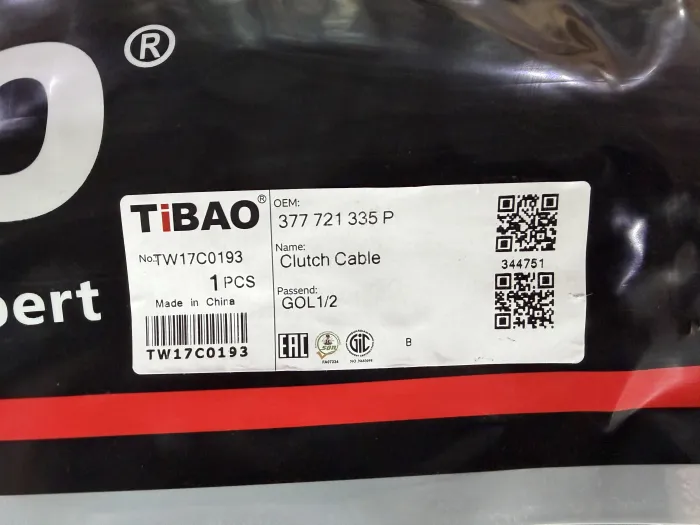 O®
pert
TiBAO®
No.TW17C0193
1 PCS
Made in China
TW17C0193
OEM:
377 721 335 P
Name:
Clutch Cable
Passend:
GOL1/2
EAC
GIC
B
344751